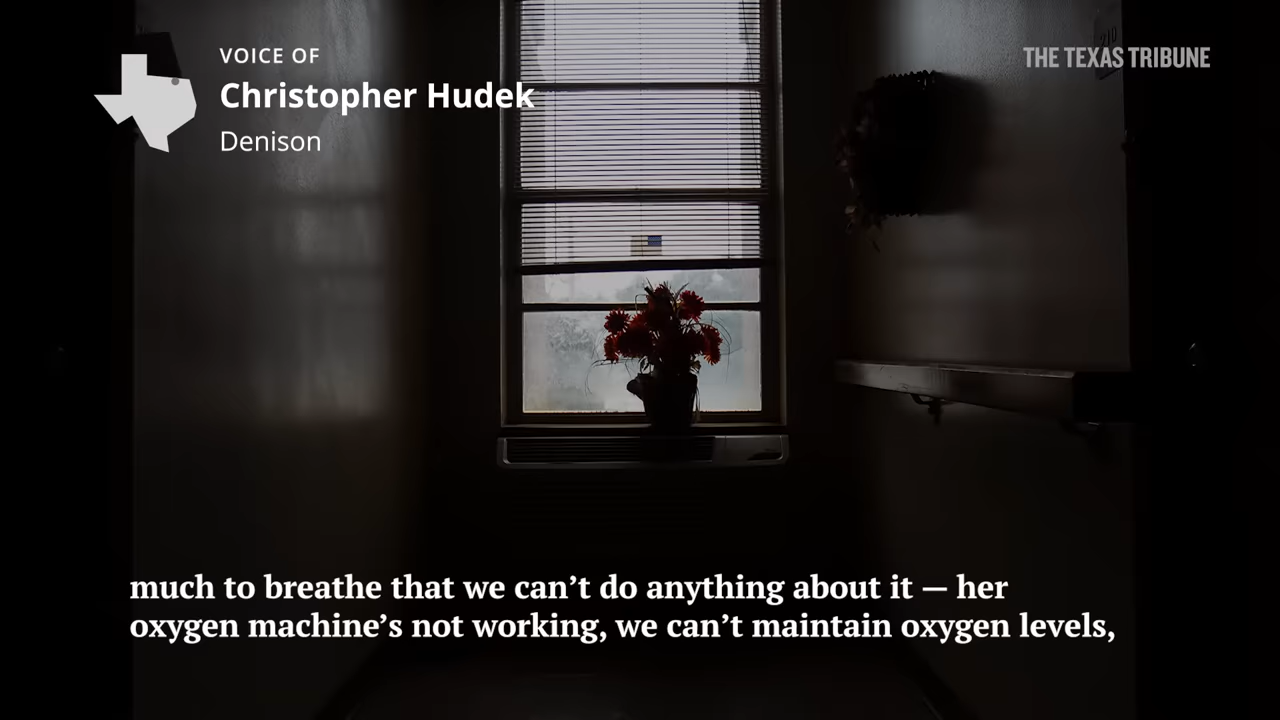 VOICE OF
Christopher Hudek
Denison
THE TEXAS TRIBUNE
much to breathe that we can’t do anything about it — her
oxygen machine’s not working, we can’t maintain oxygen levels,